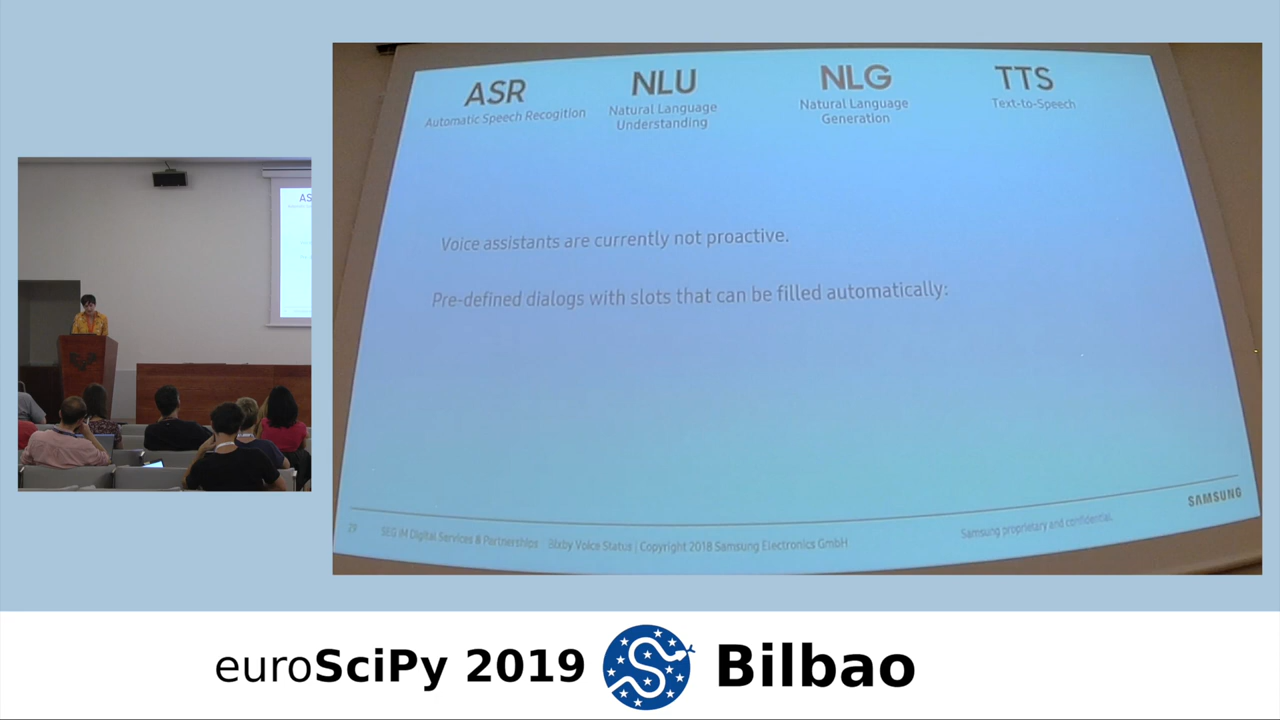 ASR
Automatic Speech Recogition
NLU
Natural Language
Understanding
NLG
Natural Language
Generation
TTS
Text-to-Speech
Voice assistants are currently not proactive.
Pre-defined dialogs with slots that can be filled automatically:
SAMSUNG
29 SEG IM Digital Services & Partnerships Bixby Voice Status | Copyright 2018 Samsung Electronics GmbH
Samsung proprietary and confidential.
AS
euroSciPy 2019 Bilbao